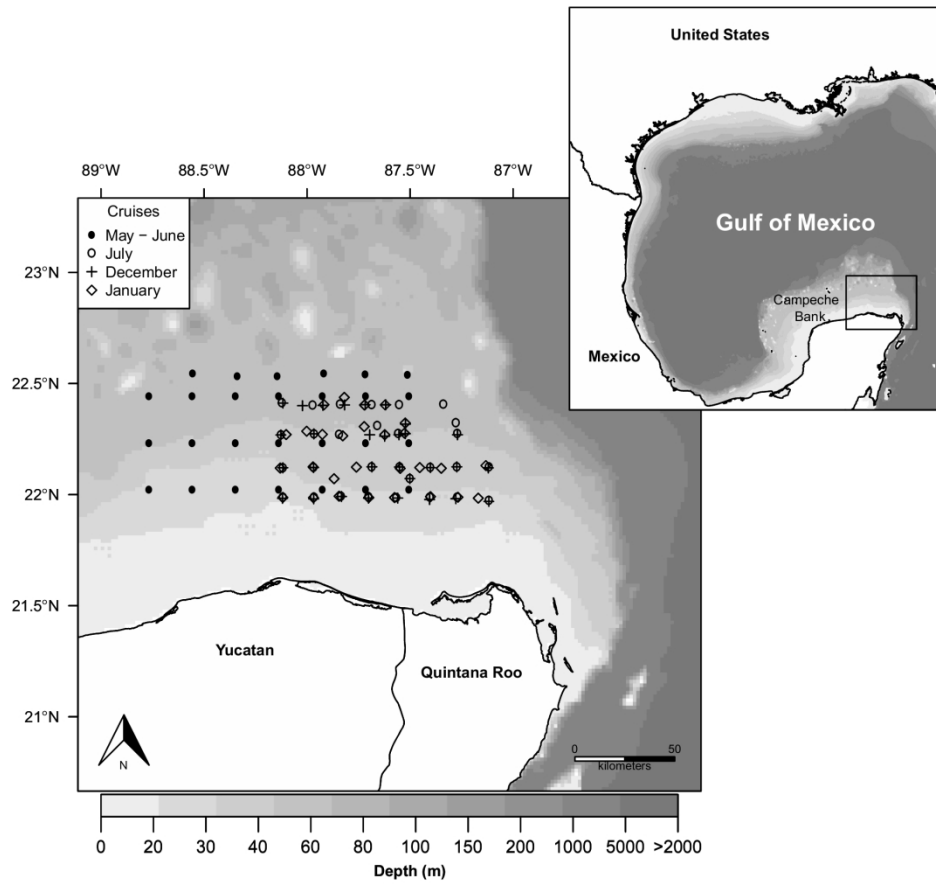 United States
Gulf of Mexico
Campeche
Bank
Mexico
89°W
88.5°W
88°W
87.5°W
87°W
Cruises
May − June
July
December
January
23°N
22.5°N
22°N
21.5°N
21°N
Yucatan
Quintana Roo
N
0 50
kilometers
0 20 30 40 60 80 100 150 200 1000 5000 >2000
Depth (m)